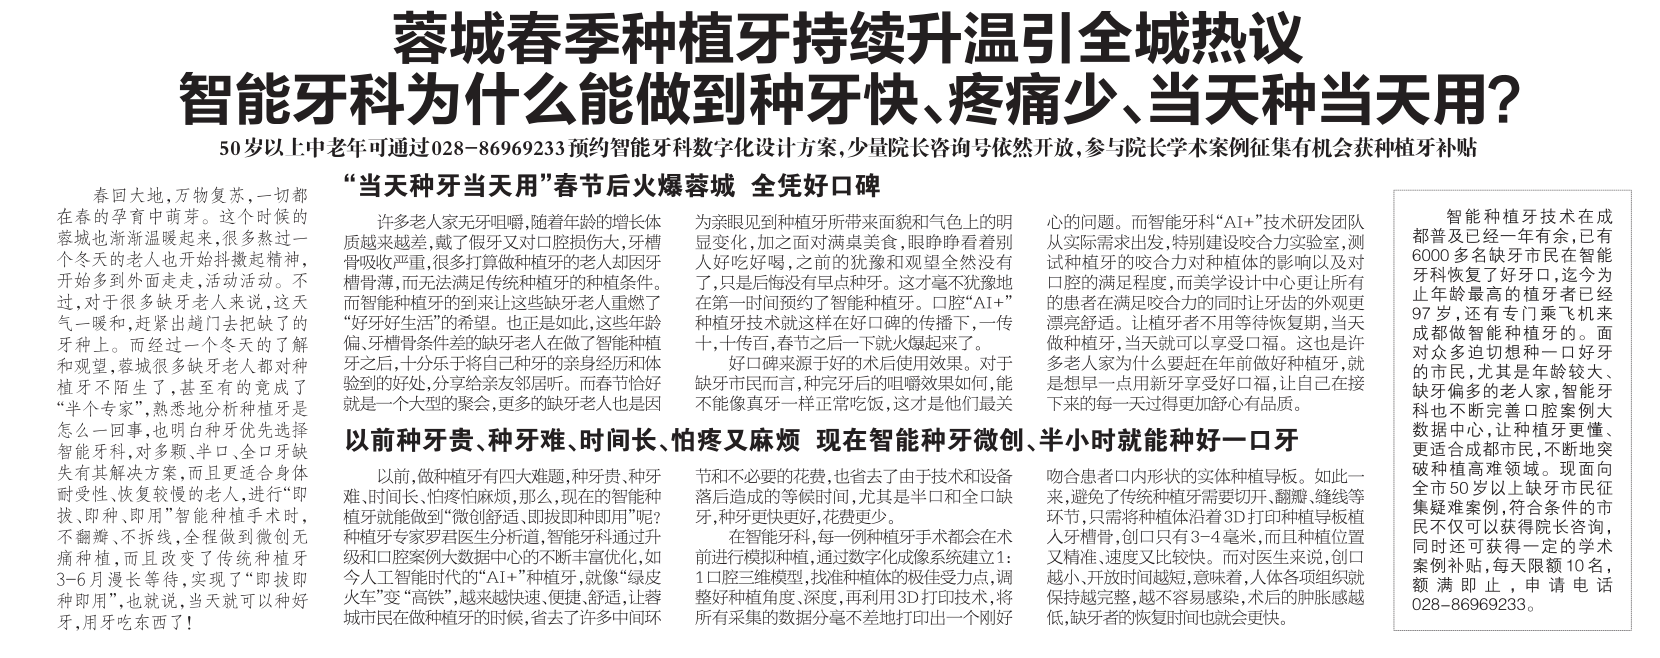 蓉城春季种植牙持续升温引全城热议
智能牙科为什么能做到种牙快、疼痛少、当天种当天用?
50岁以上中老年可通过028-86969233预约智能牙科数字化设计方案,少量院长咨询号依然开放,参与院长学术案例征集有机会获种植牙补贴
春回大地,万物复苏,一切都
在春的孕育中萌芽。这个时候的
蓉城也渐渐温暖起来,很多熬过一
个冬天的老人也开始抖擞起精神,
开始多到外面走走,活动活动。不
过,对于很多缺牙老人来说,这天
气一暖和,赶紧出趟门去把缺了的
牙种上。而经过一个冬天的了解
和观望,蓉城很多缺牙老人都对种
植牙不陌生了,甚至有的竟成了
“半个专家”,熟悉地分析种植牙是
怎么一回事,也明白种牙优先选择
智能牙科,对多颗、半口、全口牙缺
失有其解决方案,而且更适合身体
耐受性、恢复较慢的老人,进行“即
拔、即种、即用”智能种植手术时,
不翻瓣、不拆线,全程做到微创无
痛种植,而且改变了传统种植牙
3-6月漫长等待,实现了“即拔即
种即用”,也就说,当天就可以种好
牙,用牙吃东西了!
“当天种牙当天用”春节后火爆蓉城 全凭好口碑
许多老人家无牙咀嚼,随着年龄的增长体
质越来越差,戴了假牙又对口腔损伤大,牙槽
骨吸收严重,很多打算做种植牙的老人却因牙
槽骨薄,而无法满足传统种植牙的种植条件。
而智能种植牙的到来让这些缺牙老人重燃了
“好牙好生活”的希望。也正是如此,这些年龄
偏、牙槽骨条件差的缺牙老人在做了智能种植
牙之后,十分乐于将自己种牙的亲身经历和体
验到的好处,分享给亲友邻居听。而春节恰好
就是一个大型的聚会,更多的缺牙老人也是因
为亲眼见到种植牙所带来面貌和气色上的明
显变化,加之面对满桌美食,眼睁睁看着别
人好吃好喝,之前的犹豫和观望全然没有
了,只是后悔没有早点种牙。这才毫不犹豫地
在第一时间预约了智能种植牙。口腔“AI+”
种植牙技术就这样在好口碑的传播下,一传
十,十传百,春节之后一下就火爆起来了。
好口碑来源于好的术后使用效果。对于
缺牙市民而言,种完牙后的咀嚼效果如何,能
不能像真牙一样正常吃饭,这才是他们最关
心的问题。而智能牙科“AI+”技术研发团队
从实际需求出发,特别建设咬合力实验室,测
试种植牙的咬合力对种植体的影响以及对
口腔的满足程度,而美学设计中心更让所有
的患者在满足咬合力的同时让牙齿的外观更
漂亮舒适。让植牙者不用等待恢复期,当天
做种植牙,当天就可以享受口福。这也是许
多老人家为什么要赶在年前做好种植牙,就
是想早一点用新牙享受好口福,让自己在接
下来的每一天过得更加舒心有品质。
以前种牙贵、种牙难、时间长、怕疼又麻烦 现在智能种牙微创、半小时就能种好一口牙
以前,做种植牙有四大难题,种牙贵、种牙
难、时间长、怕疼怕麻烦,那么,现在的智能种
植牙就能做到“微创舒适、即拔即种即用”呢?
种植牙专家罗君医生分析道,智能牙科通过升
级和口腔案例大数据中心的不断丰富优化,如
今人工智能时代的“AI+”种植牙,就像“绿皮
火车”变“高铁”,越来越快速、便捷、舒适,让蓉
城市民在做种植牙的时候,省去了许多中间环
节和不必要的花费,也省去了由于技术和设备
落后造成的等候时间,尤其是半口和全口缺
牙,种牙更快更好,花费更少。
在智能牙科,每一例种植牙手术都会在术
前进行模拟种植,通过数字化成像系统建立1:
1口腔三维模型,找准种植体的极佳受力点,调
整好种植角度、深度,再利用3D打印技术,将
所有采集的数据分毫不差地打印出一个刚好
吻合患者口内形状的实体种植导板。如此一
来,避免了传统种植牙需要切开、翻瓣、缝线等
环节,只需将种植体沿着3D打印种植导板植
入牙槽骨,创口只有3-4毫米,而且种植位置
又精准、速度又比较快。而对医生来说,创口
越小、开放时间越短,意味着,人体各项组织就
保持越完整,越不容易感染,术后的肿胀感越
低,缺牙者的恢复时间也就会更快。
智能种植牙技术在成
都普及已经一年有余,已有
6000多名缺牙市民在智能
牙科恢复了好牙口,迄今为
止年龄最高的植牙者已经
97岁,还有专门乘飞机来
成都做智能种植牙的。面
对众多迫切想种一口好牙
的市民,尤其是年龄较大、
缺牙偏多的老人家,智能牙
科也不断完善口腔案例大
数据中心,让种植牙更懂、
更适合成都市民,不断地突
破种植高难领域。现面向
全市50岁以上缺牙市民征
集疑难案例,符合条件的市
民不仅可以获得院长咨询,
同时还可获得一定的学术
案例补贴,每天限额10名,
额满即止,申请电话
028-86969233。